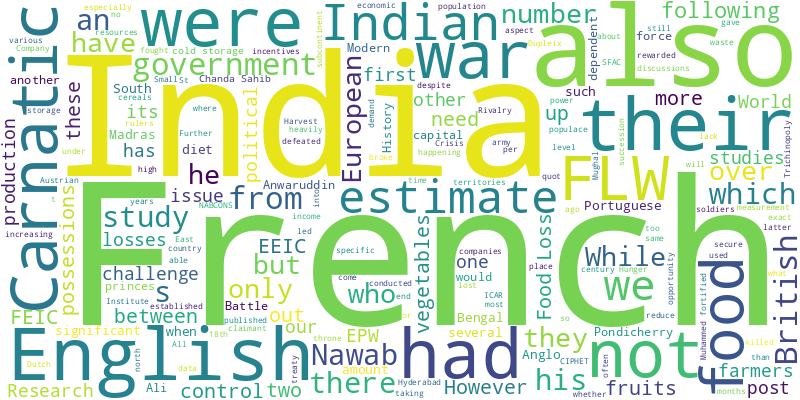 especially an no Company various
aspect Dupleix still gave about dependent
economic population
were Indian number following
war also
SFAC force rewarded discussions waste
Carnatic India their
have government
resources fought cold storage incentives subcontinent
another SmallSt Chanda Sahib Modern first such
these South European History other more World
cereals its Madras rulers storage where Further
has diet capital need up populace level
Rivalry Harvest defeated demand heavily
despite Crisis army per power lack
production he political estimate FLW studies
under high issue from happening broke into
Mughal succession Trichinopoly
Austrian t quot over which
possessions study Anwaruddin territories
years NABCONS income
losses EEIC vegetables Food Loss Portuguese
ago will measurement
increasing East country led specific
challenge who one while we soldiers exact
companies used latter
FEIC s but only would century Hunger
able place
princes established between out
Institute published conducted come end
Battle our several Bengal ICAR
too same secure opportunity British food
French
significant when EPW lost most
claimant Pondicherry so reduce
18th throne there they Anglo CIPHET
Muhammed fortified what
English had not
All Dutch north Ali Nawab Hyderabad
amount his often than killed farmers
Research data control two treaty taking
However fruits whether months post